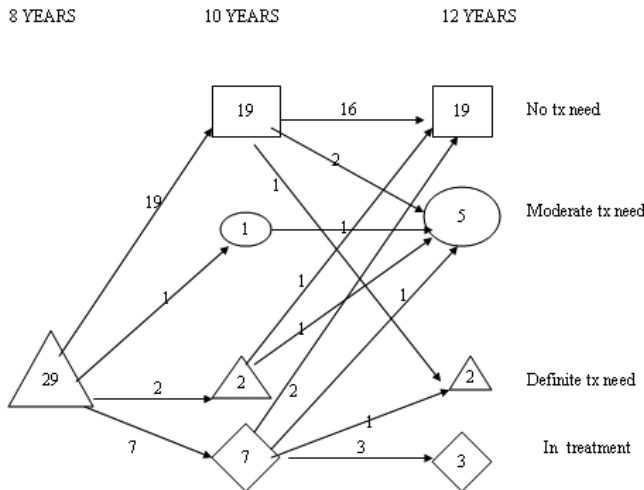 8 YEARS 10 YEARS 12 YEARS
19 16 19 No tx need
2
1
19
1 1 5 Moderate tx need
1
1 1
1
29 2 2 2 2 Definite tx need
1
7 7 3 3 In treatment